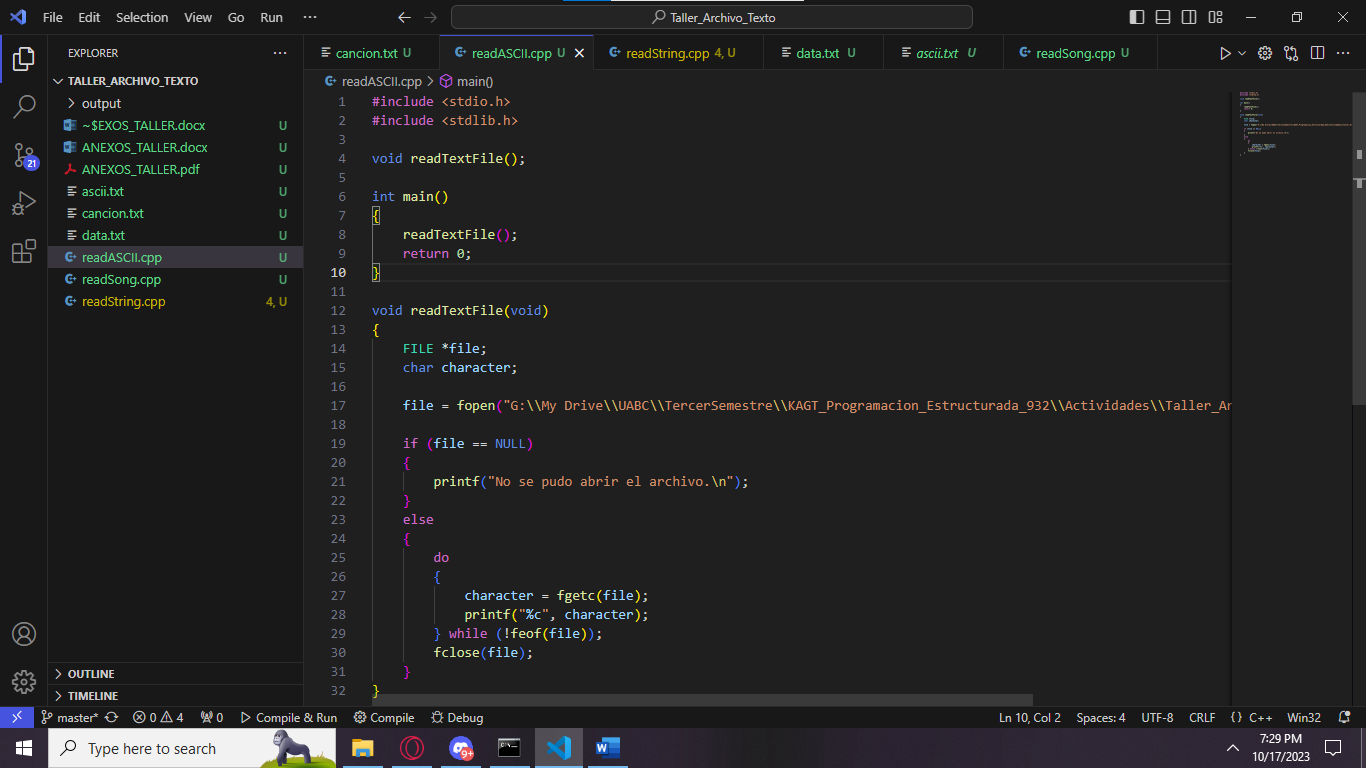 File Edit Selection View Go Run ··· Taller_Archivo_Texto
EXPLORER ···
TALLER_ARCHIVO_TEXTO
output
~$EXOS_TALLER.docx U
ANEXOS_TALLER.docx U
ANEXOS_TALLER.pdf U
ascii.txt U
cancion.txt U
data.txt U
readASCII.cpp U
readSong.cpp U
readString.cpp 4, U
OUTLINE
TIMELINE
21
cancion.txt U readASCII.cpp U readString.cpp 4, U data.txt U ascii.txt U readSong.cpp U ···
readASCII.cpp > main()
1 #include <stdio.h>
2 #include <stdlib.h>
3
4 void readTextFile();
5
6 int main()
7 {
8 readTextFile();
9 return 0;
10 }
11
12 void readTextFile(void)
13 {
14 FILE *file;
15 char character;
16
17 file = fopen("G:\\My Drive\\UABC\\TercerSemestre\\KAGT_Programacion_Estructurada_932\\Actividades\\Taller_Ar
18
19 if (file == NULL)
20 {
21 printf("No se pudo abrir el archivo.\n");
22 }
23 else
24 {
25 do
26 {
27 character = fgetc(file);
28 printf("%c", character);
29 } while (!feof(file));
30 fclose(file);
31 }
32 }
master* 0 4 0 Compile & Run Compile Debug Ln 10, Col 2 Spaces: 4 UTF-8 CRLF {} C++ Win32
Type here to search 9+ 7:29 PM
10/17/2023